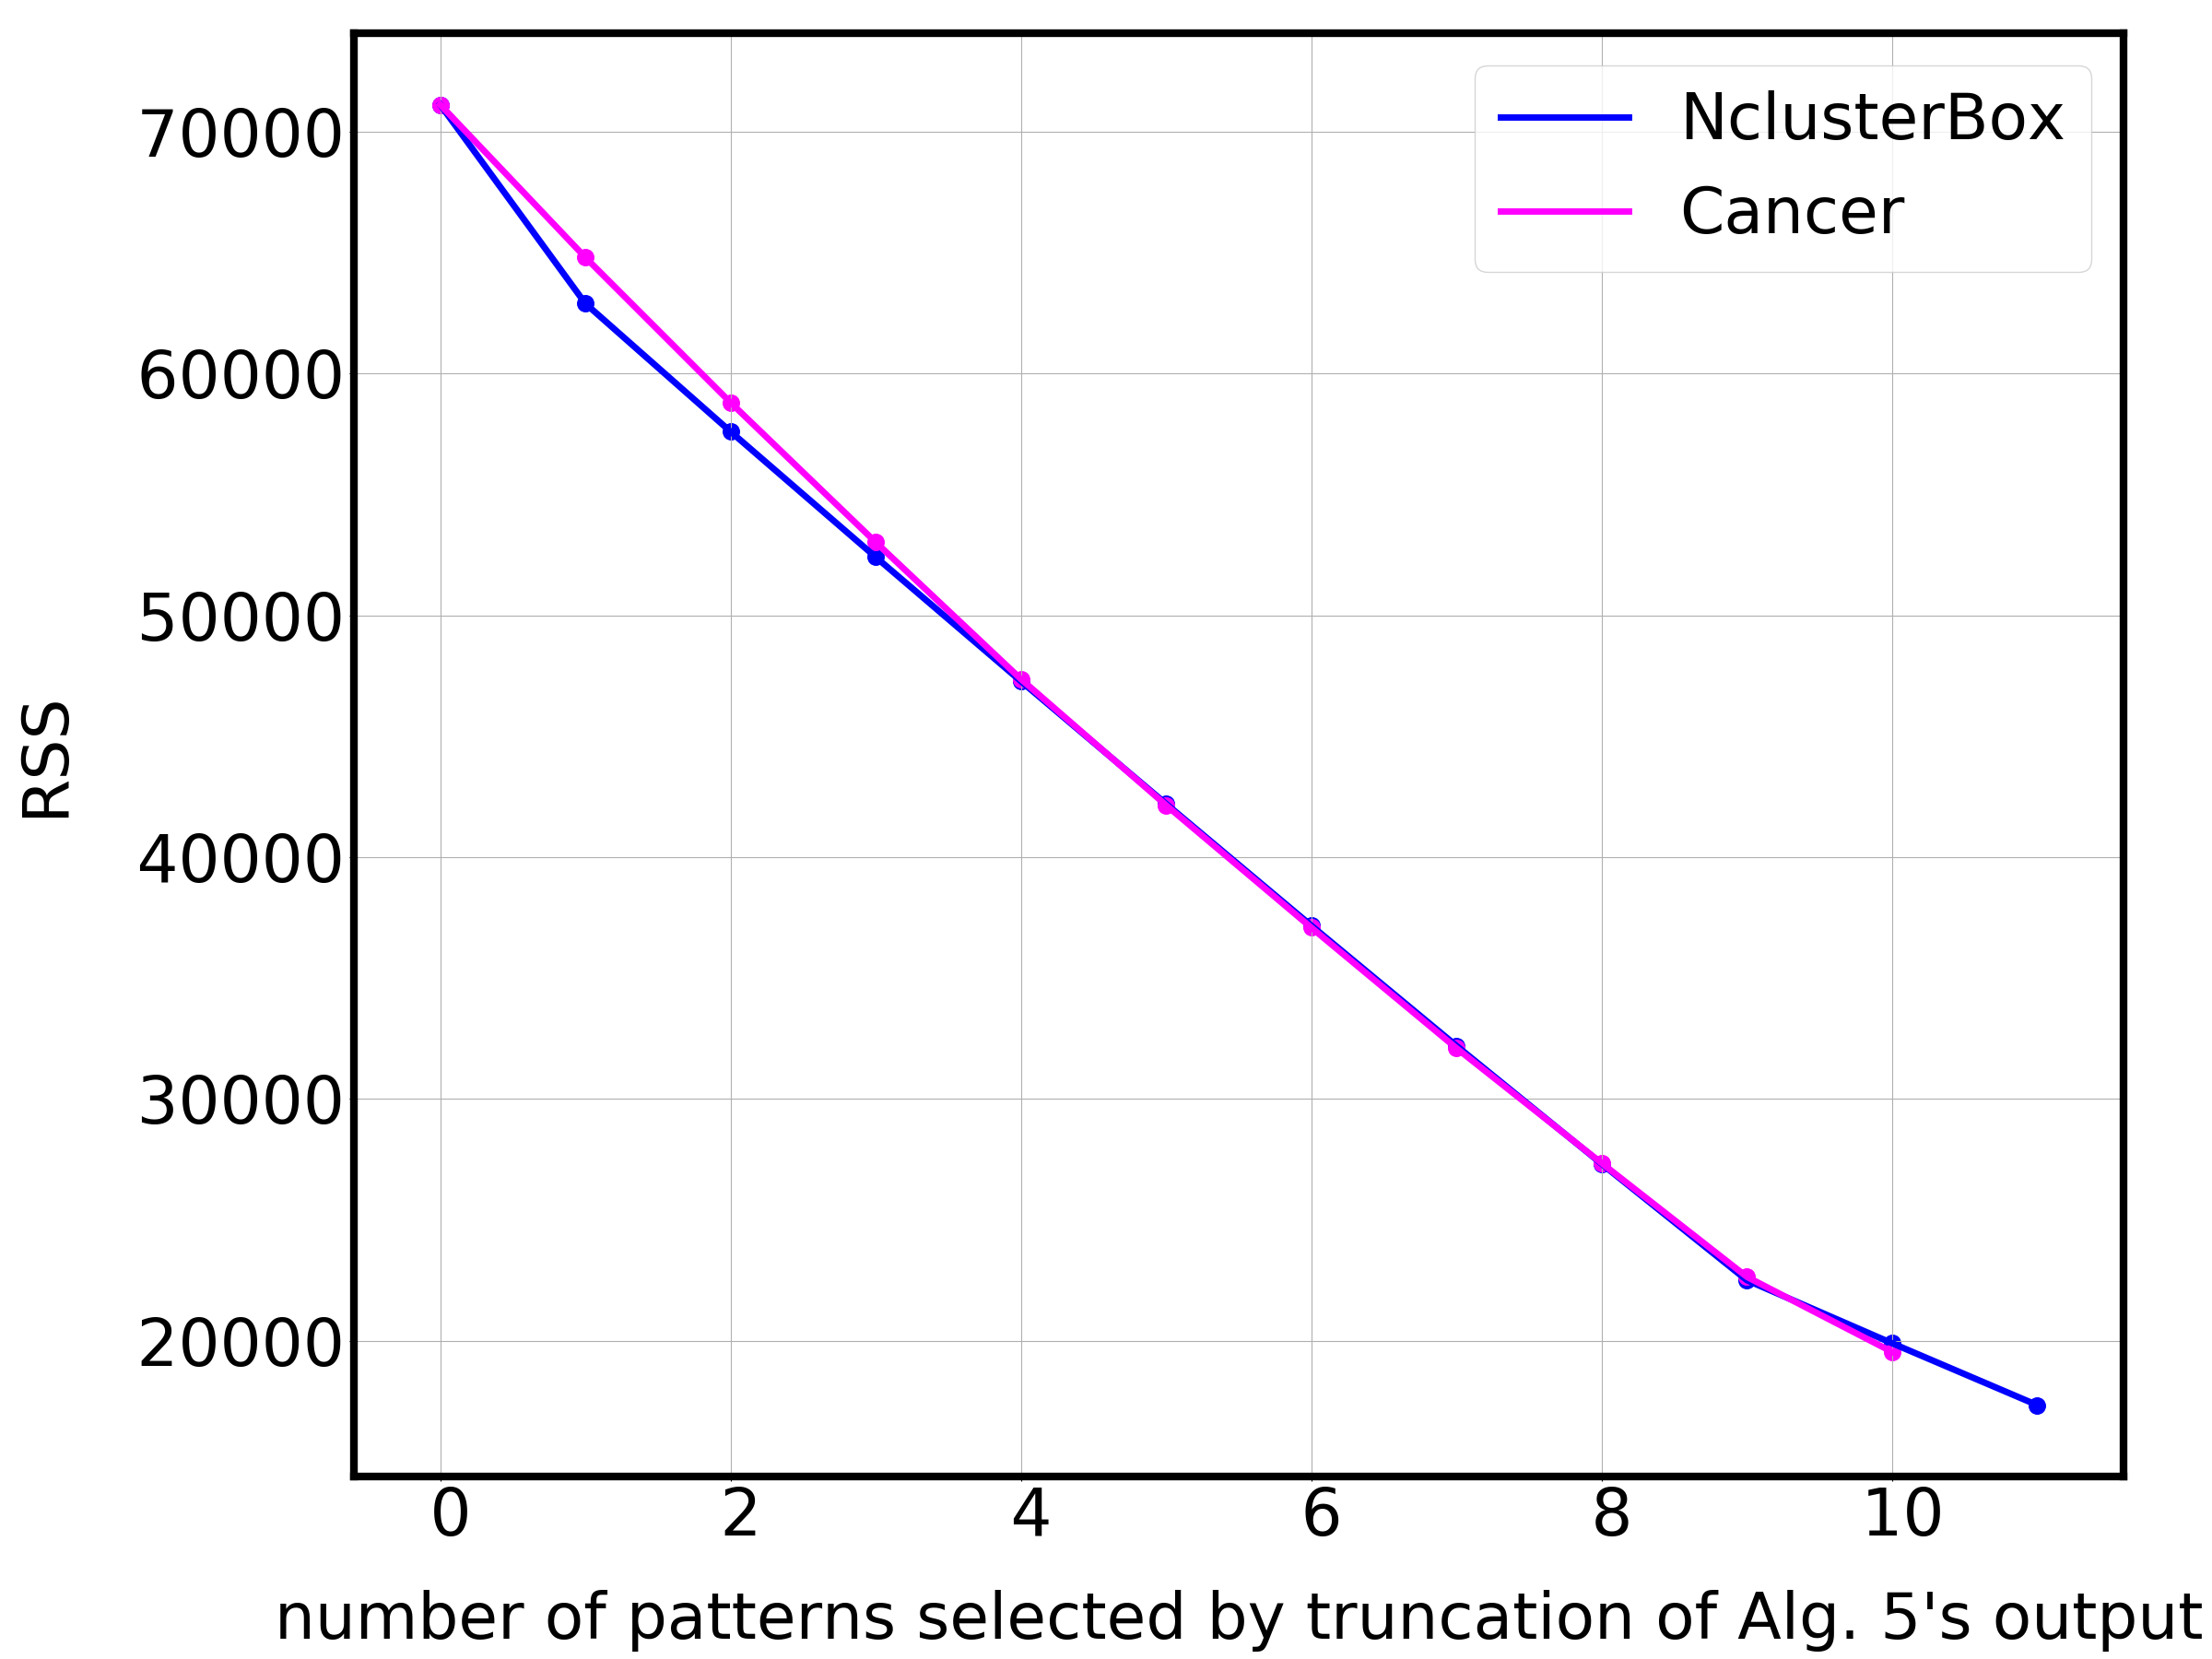 NclusterBox
Cancer
70000
60000
50000
40000
30000
20000
RSS
0 2 4 6 8 10
number of patterns selected by truncation of Alg. 5's output